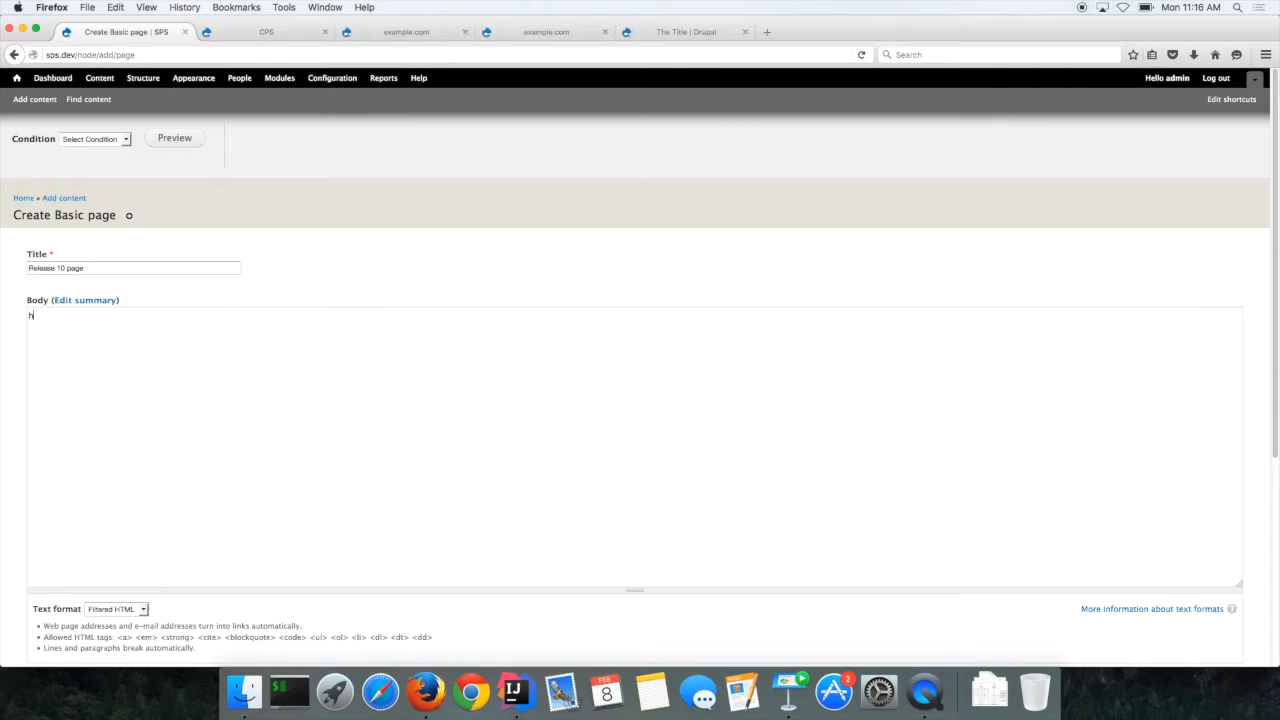 Firefox File Edit View History Bookmarks Tools Window Help Mon 11:16 AM
Create Basic page | SPS CPS example.com example.com The Title | Drupal
sps.dev/node/add/page Search
Dashboard Content Structure Appearance People Modules Configuration Reports Help Hello admin Log out
Add content Find content Edit shortcuts
Condition Select Condition Preview
Home » Add content
Create Basic page
Title *
Release 10 page
Body (Edit summary)
h
Text format Filtered HTML More information about text formats ?
• Web page addresses and e-mail addresses turn into links automatically.
• Allowed HTML tags: <a> <em> <strong> <cite> <blockquote> <code> <ul> <ol> <li> <dl> <dt> <dd>
• Lines and paragraphs break automatically.
$ IJ FEB 8 2